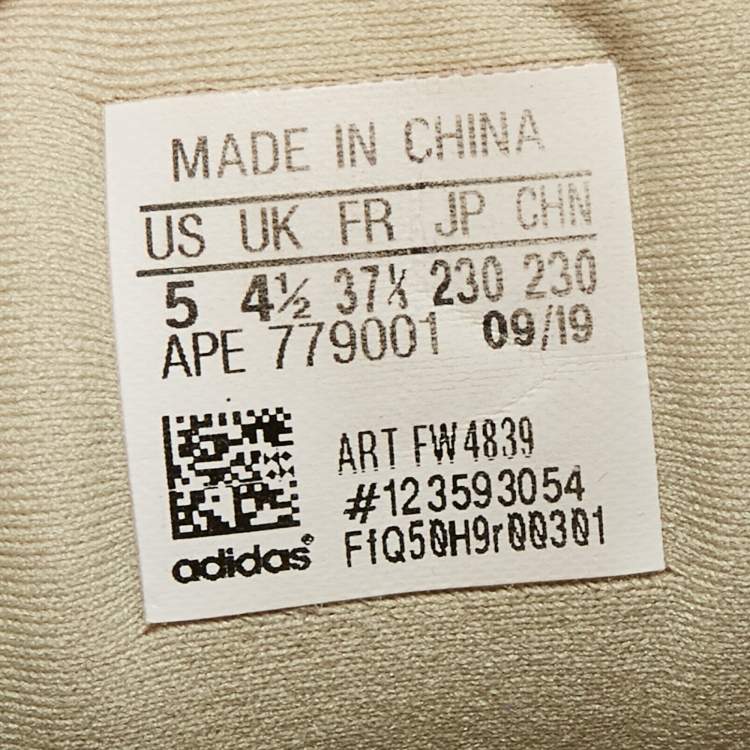 MADE IN CHINA
US UK FR JP CHN
5 4½ 37⅓ 230 230
APE 779001 09/19
ART FW4839
#123593054
FfQ50H9r00301
adidas®